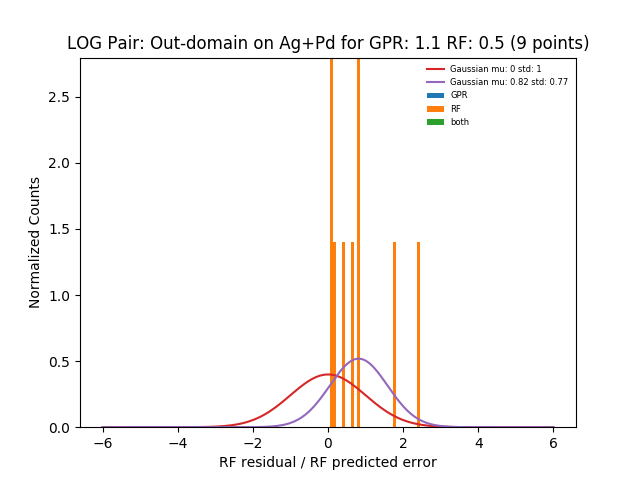 LOG Pair: Out-domain on Ag+Pd for GPR: 1.1 RF: 0.5 (9 points)
Gaussian mu: 0 std: 1
Gaussian mu: 0.82 std: 0.77
GPR
RF
both
Normalized Counts
2.5
2.0
1.5
1.0
0.5
0.0
−6
−4
−2
0
2
4
6
RF residual / RF predicted error